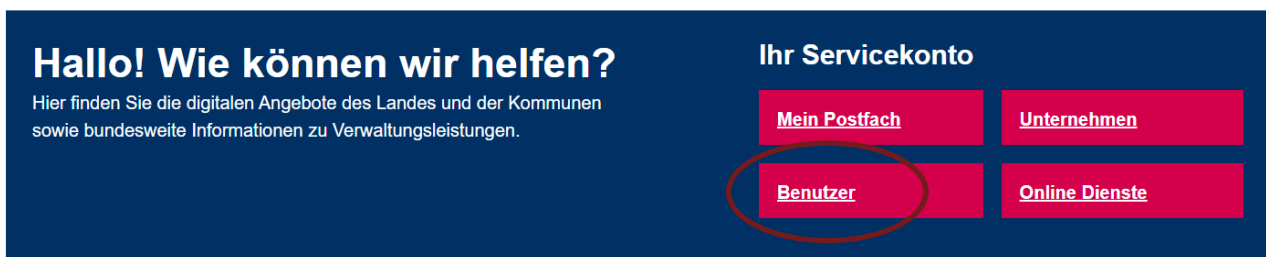 Hallo! Wie können wir helfen?
Hier finden Sie die digitalen Angebote des Landes und der Kommunen
sowie bundesweite Informationen zu Verwaltungsleistungen.
Ihr Servicekonto
Mein Postfach
Unternehmen
Benutzer
Online Dienste